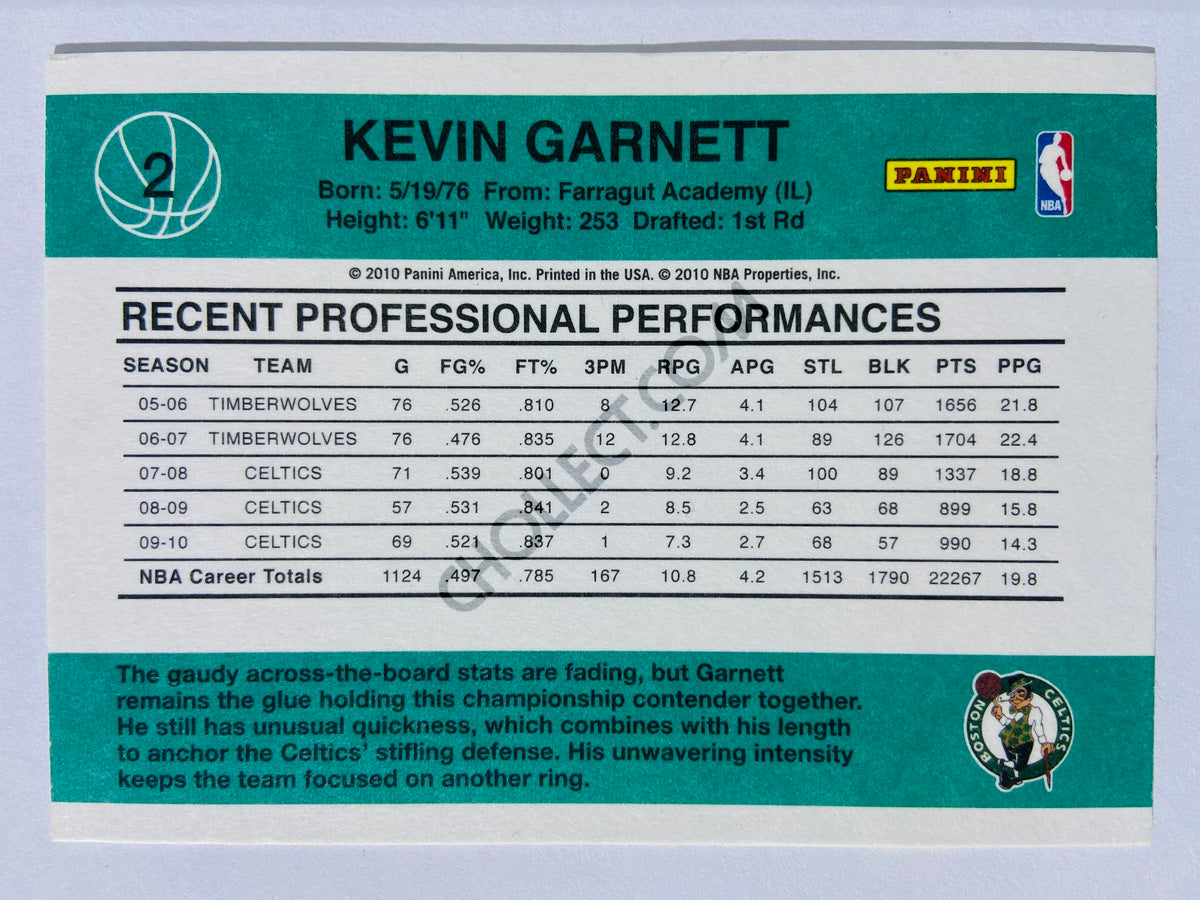 2
KEVIN GARNETT
Born: 5/19/76 From: Farragut Academy (IL)
Height: 6'11" Weight: 253 Drafted: 1st Rd
PANINI
NBA
© 2010 Panini America, Inc. Printed in the USA. © 2010 NBA Properties, Inc.
RECENT PROFESSIONAL PERFORMANCES
SEASON TEAM G FG% FT% 3PM RPG APG STL BLK PTS PPG
05-06 TIMBERWOLVES 76 .526 .810 8 12.7 4.1 104 107 1656 21.8
06-07 TIMBERWOLVES 76 .476 .835 12 12.8 4.1 89 126 1704 22.4
07-08 CELTICS 71 .539 .801 0 9.2 3.4 100 89 1337 18.8
08-09 CELTICS 57 .531 .841 2 8.5 2.5 63 68 899 15.8
09-10 CELTICS 69 .521 .837 1 7.3 2.7 68 57 990 14.3
NBA Career Totals 1124 .497 .785 167 10.8 4.2 1513 1790 22267 19.8
CHOLLECT.COM
The gaudy across-the-board stats are fading, but Garnett
remains the glue holding this championship contender together.
He still has unusual quickness, which combines with his length
to anchor the Celtics' stifling defense. His unwavering intensity
keeps the team focused on another ring.
BOSTON CELTICS